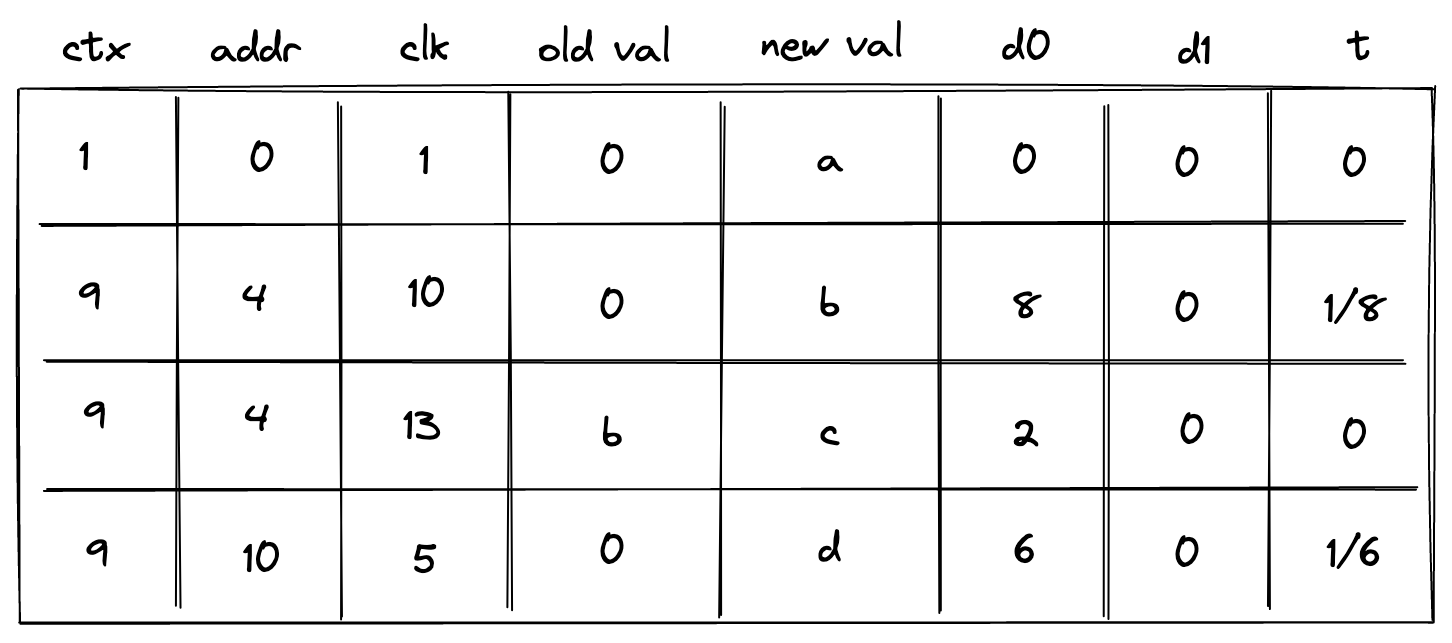 ctx addr clk old val new val d0 d1 t
1 0 1 0 a 0 0 0
9 4 10 0 b 8 0 1/8
9 4 13 b c 2 0 0
9 10 5 0 d 6 0 1/6